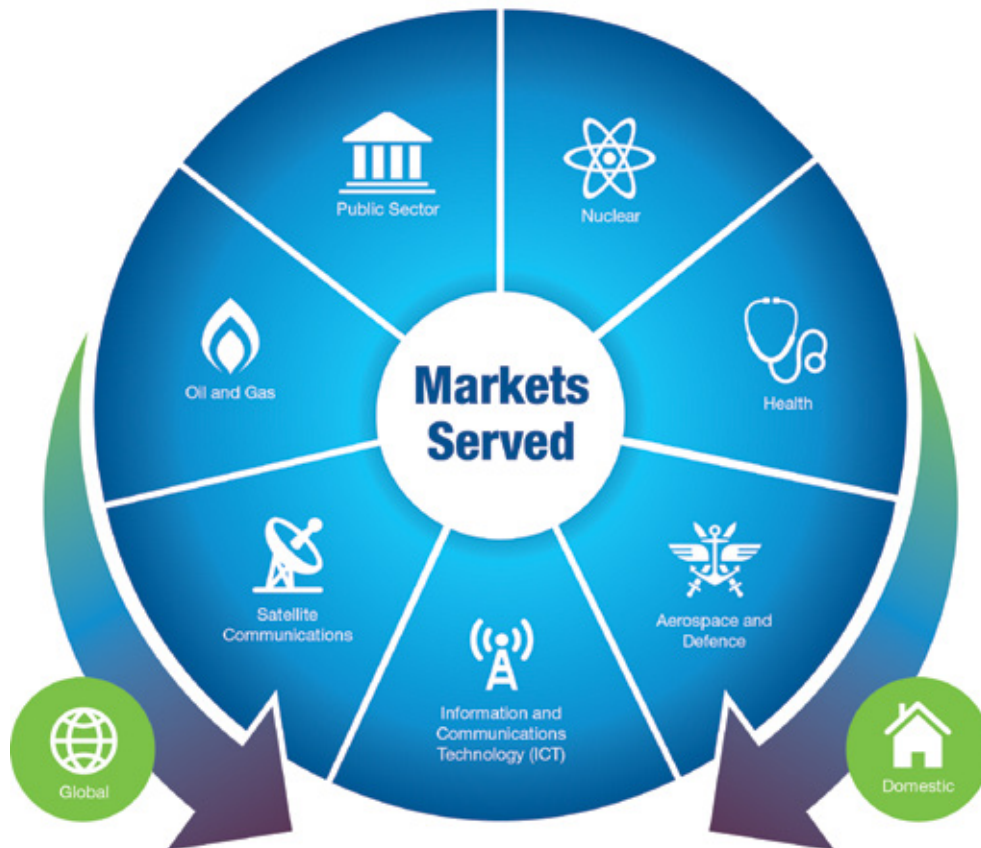 Public Sector
Nuclear
Oil and Gas
Markets
Served
Health
Satellite
Communications
Aerospace and
Defence
Information and
Communications
Technology (ICT)
Global
Domestic